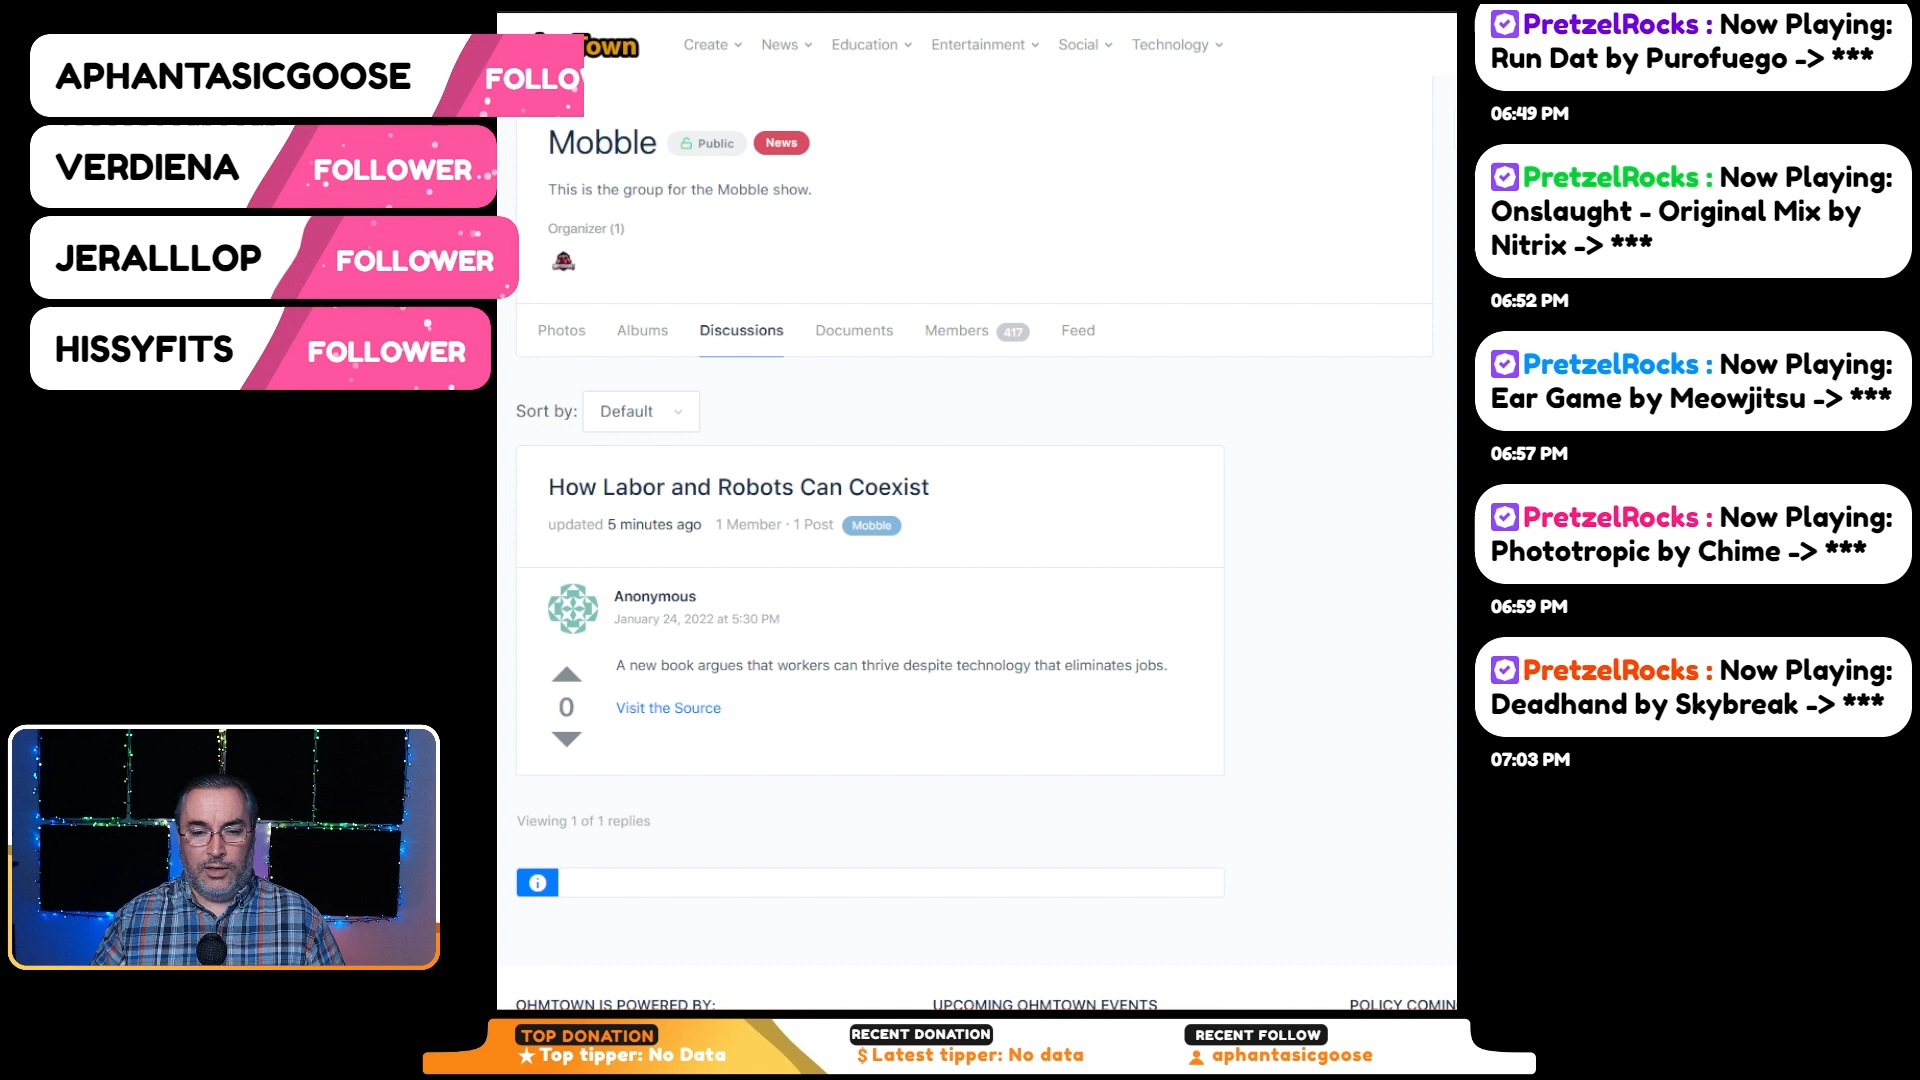 APHANTASICGOOSE
VERDIENA FOLLOWER
JERALLLOP FOLLOWER
HISSYFITS FOLLOWER
Create News Education Entertainment Social Technology
Mobble Public News
This is the group for the Mobble show.
Organizer (1)
Photos Albums Discussions Documents Members 417 Feed
Sort by: Default
How Labor and Robots Can Coexist
updated 5 minutes ago 1 Member · 1 Post Mobble
Anonymous
January 24, 2022 at 5:30 PM
A new book argues that workers can thrive despite technology that eliminates jobs.
0
Visit the Source
Viewing 1 of 1 replies
OHMTOWN IS POWERED BY: UPCOMING OHMTOWN EVENTS POLICY COMIN
TOP DONATION
Top tipper: No Data
RECENT DONATION
$ Latest tipper: No data
RECENT FOLLOW
aphantasicgoose
PretzelRocks : Now Playing:
Run Dat by Purofuego -> ***
06:49 PM
PretzelRocks : Now Playing:
Onslaught - Original Mix by
Nitrix -> ***
06:52 PM
PretzelRocks : Now Playing:
Ear Game by Meowjitsu -> ***
06:57 PM
PretzelRocks : Now Playing:
Phototropic by Chime -> ***
06:59 PM
PretzelRocks : Now Playing:
Deadhand by Skybreak -> ***
07:03 PM